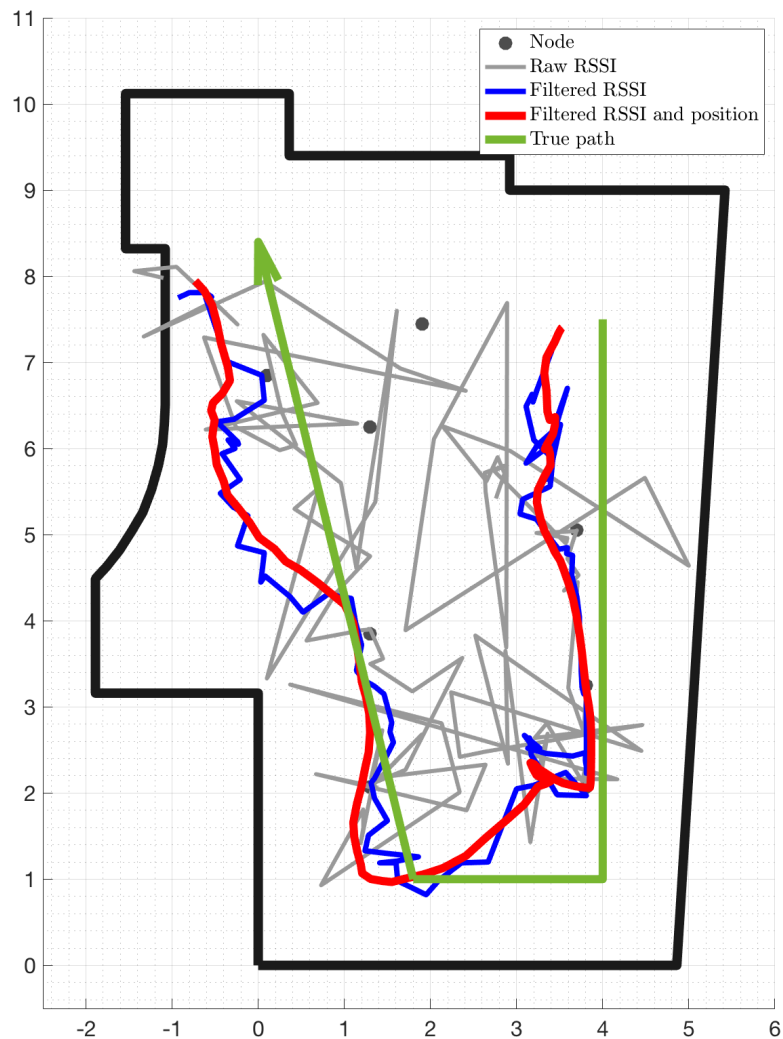 11
10
9
8
7
6
5
4
3
2
1
0
-2 -1 0 1 2 3 4 5 6
Node
Raw RSSI
Filtered RSSI
Filtered RSSI and position
True path